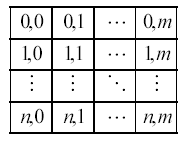 0,0 0,1 ⋯ 0,m
1,0 1,1 ⋯ 1,m
⋮ ⋮ ⋱ ⋮
n,0 n,1 ⋯ n,m